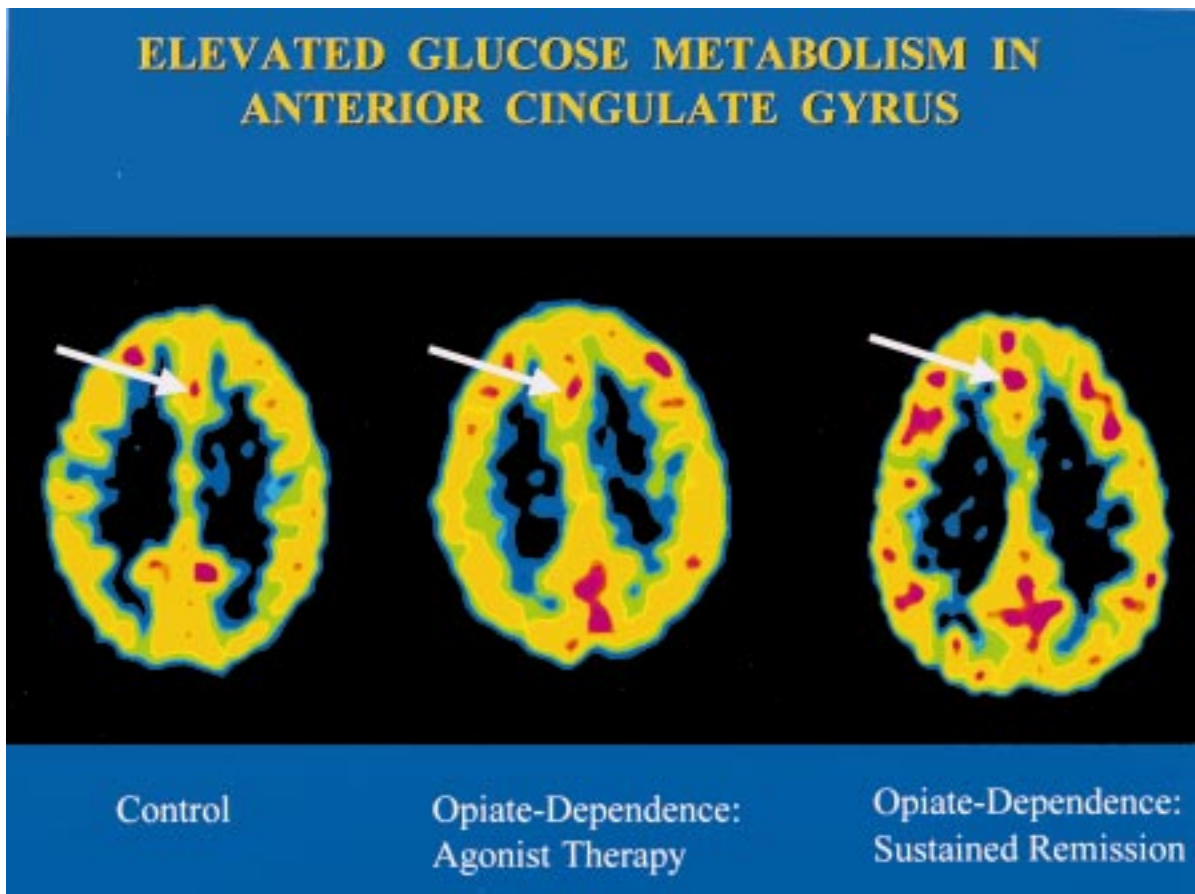 ELEVATED GLUCOSE METABOLISM IN
ANTERIOR CINGULATE GYRUS
Control
Opiate-Dependence:
Agonist Therapy
Opiate-Dependence:
Sustained Remission